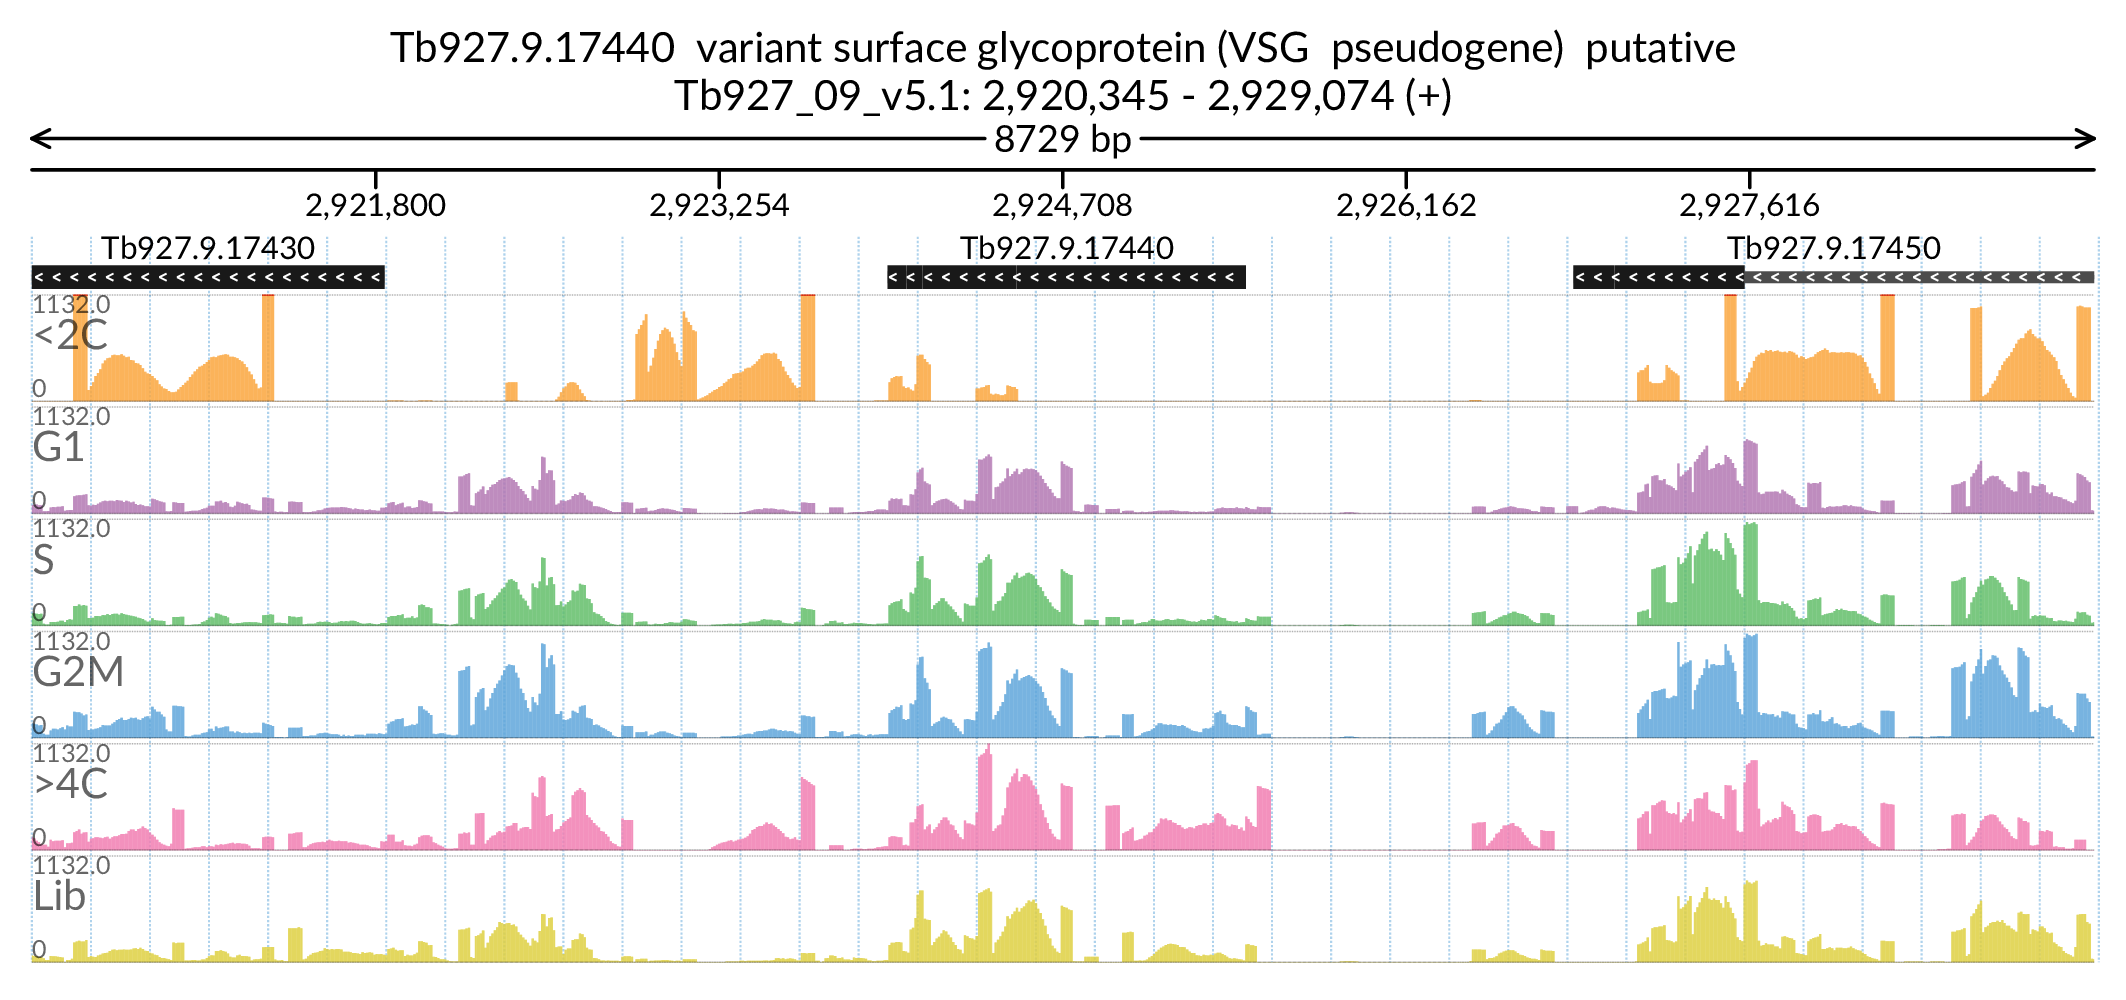 Tb927.9.17440  variant surface glycoprotein (VSG  pseudogene)  putative
Tb927_09_v5.1: 2,920,345 - 2,929,074 (+)
8729 bp
2,921,800 2,923,254 2,924,708 2,926,162 2,927,616
Tb927.9.17430 Tb927.9.17440 Tb927.9.17450
1132.0
<2C
0
1132.0
G1
0
1132.0
S
0
1132.0
G2M
0
1132.0
>4C
0
1132.0
Lib
0